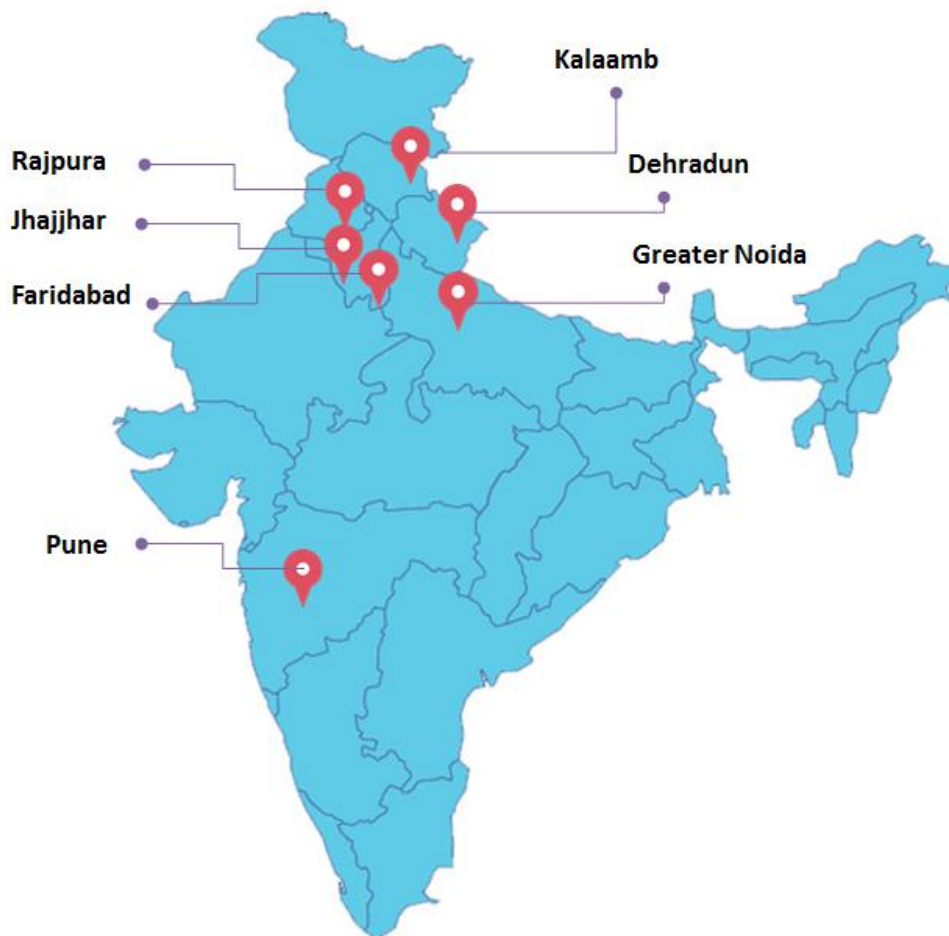 Kalaamb
Rajpura
Dehradun
Jhajjhar
Greater Noida
Faridabad
Pune